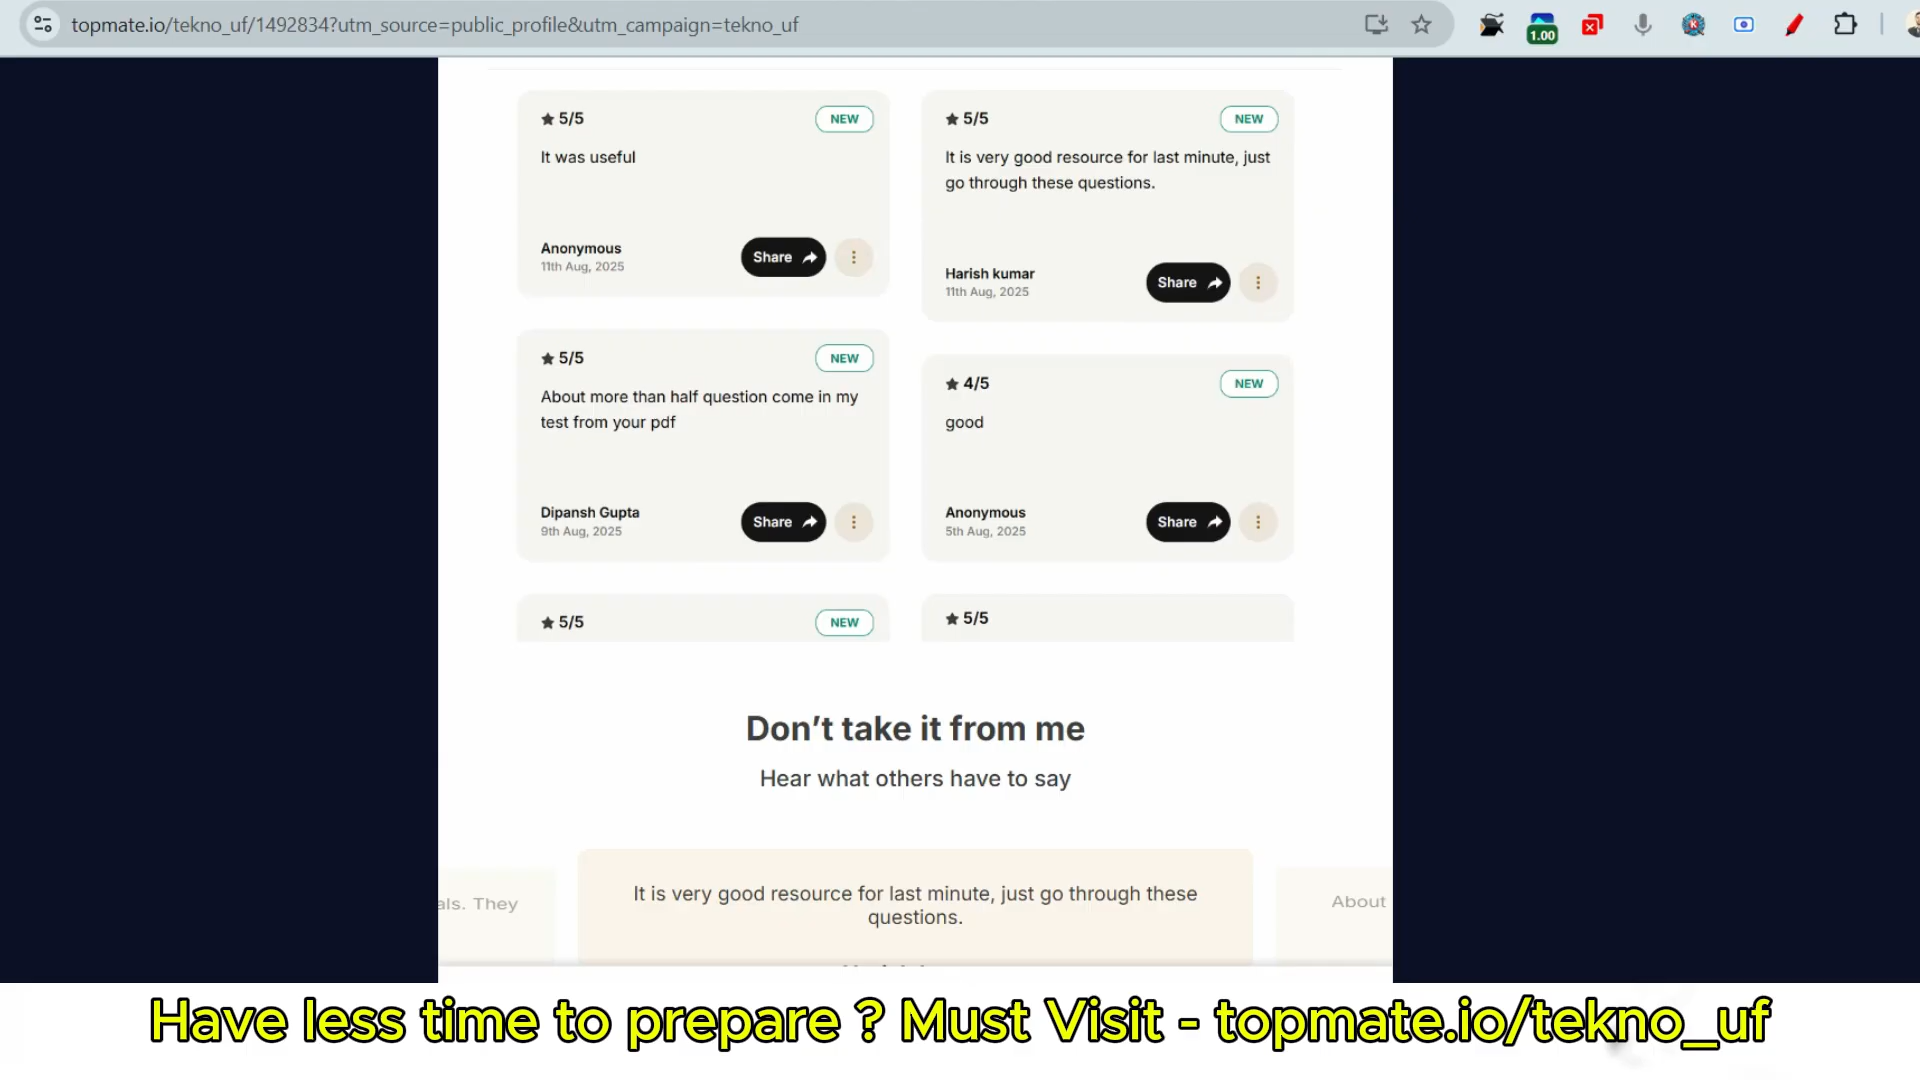 topmate.io/tekno_uf/1492834?utm_source=public_profile&utm_campaign=tekno_uf
1.00
5/5 NEW
It was useful
Anonymous
11th Aug, 2025
Share
5/5 NEW
It is very good resource for last minute, just
go through these questions.
Harish kumar
11th Aug, 2025
Share
5/5 NEW
About more than half question come in my
test from your pdf
Dipansh Gupta
9th Aug, 2025
Share
4/5 NEW
good
Anonymous
5th Aug, 2025
Share
5/5 NEW
5/5
Don’t take it from me
Hear what others have to say
als. They
It is very good resource for last minute, just go through these
questions.
About
Have less time to prepare ? Must Visit - topmate.io/tekno_uf